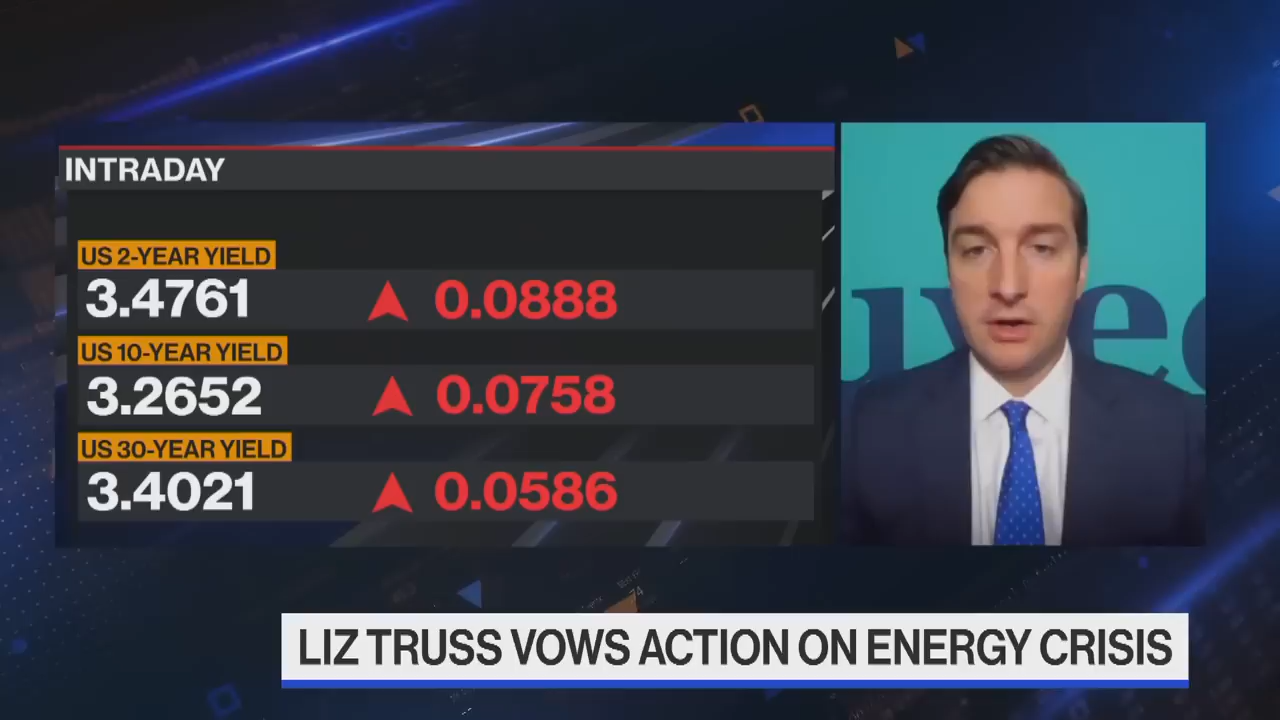 INTRADAY
US 2-YEAR YIELD
3.4761 ▲ 0.0888
US 10-YEAR YIELD
3.2652 ▲ 0.0758
US 30-YEAR YIELD
3.4021 ▲ 0.0586
LIZ TRUSS VOWS ACTION ON ENERGY CRISIS